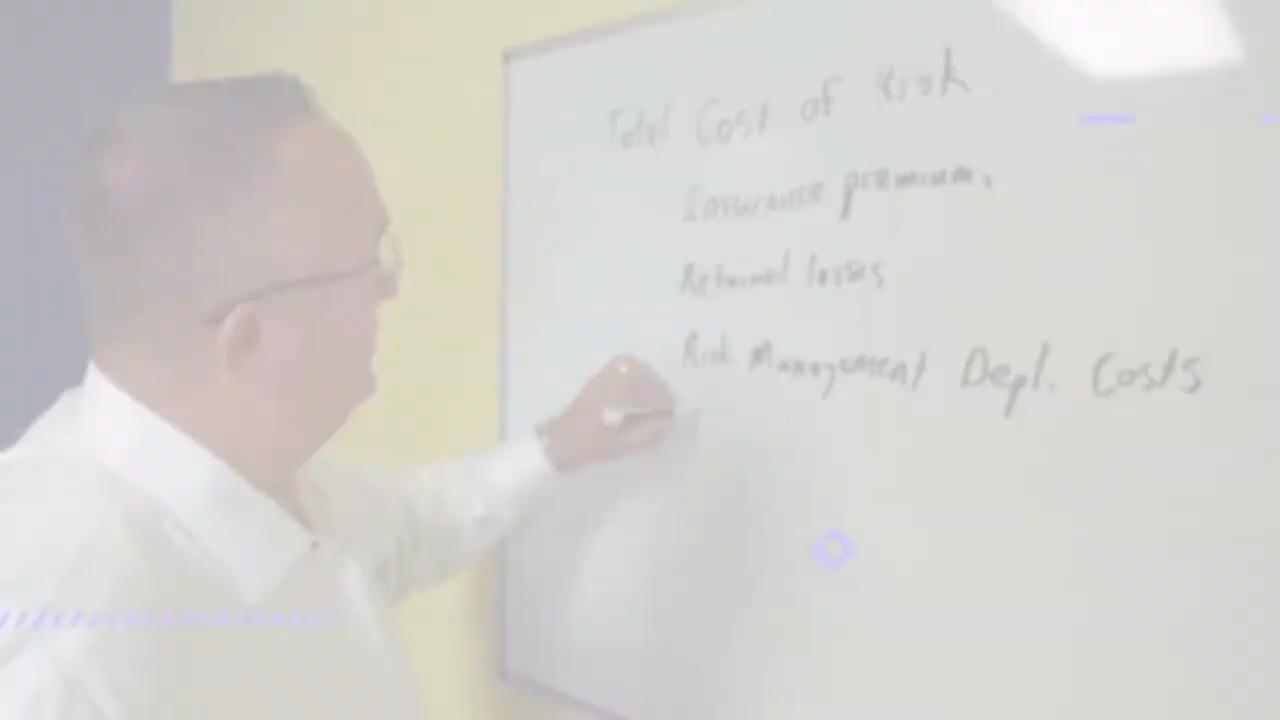 Total Cost of Risk
Insurance premiums
Retained losses
Risk Management Dept. Costs